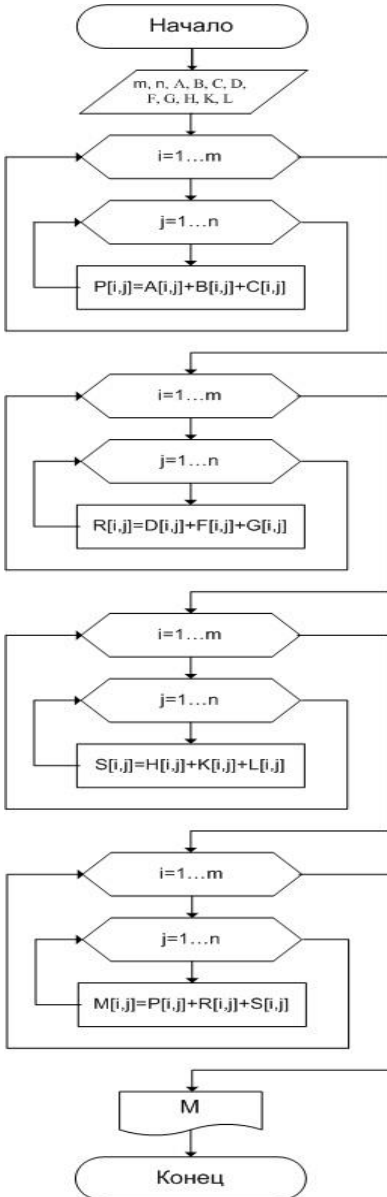 Начало
m, n, A, B, C, D,
F, G, H, K, L
i=1...m
j=1...n
P[i,j]=A[i,j]+B[i,j]+C[i,j]
i=1...m
j=1...n
R[i,j]=D[i,j]+F[i,j]+G[i,j]
i=1...m
j=1...n
S[i,j]=H[i,j]+K[i,j]+L[i,j]
i=1...m
j=1...n
M[i,j]=P[i,j]+R[i,j]+S[i,j]
M
Конец